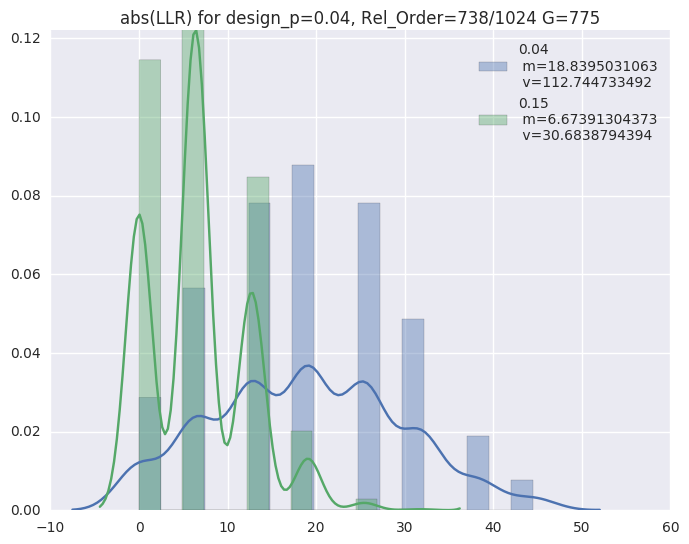 abs(LLR) for design_p=0.04, Rel_Order=738/1024 G=775
0.04
m=18.8395031063
v=112.744733492
0.15
m=6.67391304373
v=30.6838794394
0.12
0.10
0.08
0.06
0.04
0.02
0.00
−10 0 10 20 30 40 50 60